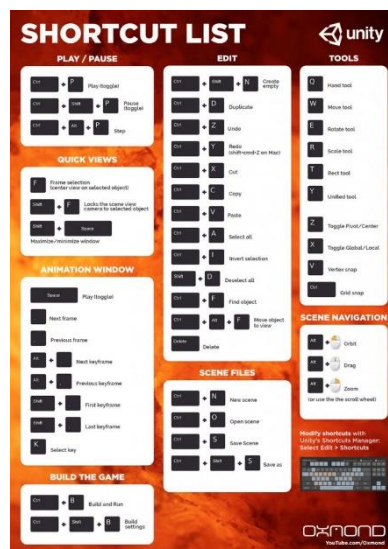 SHORTCUT LIST
unity
PLAY / PAUSE
Ctrl + P Play (toggle)
Ctrl + Shift + P Pause (toggle)
Ctrl + Alt + P Step
QUICK VIEWS
F Frame selection
(center view on selected object)
Shift + F Locks the scene view
camera to selected object
Shift + Space
Maximize/minimize window
ANIMATION WINDOW
Space Play (toggle)
Next frame
Previous frame
Alt + Next keyframe
Alt + Previous keyframe
Shift + First keyframe
Shift + Last keyframe
K Select key
BUILD THE GAME
Ctrl + B Build and Run
Ctrl + Shift + B Build settings
EDIT
Ctrl + Shift + N Create empty
Ctrl + D Duplicate
Ctrl + Z Undo
Ctrl + Y Redo
(shift+cmd+Z on Mac)
Ctrl + X Cut
Ctrl + C Copy
Ctrl + V Paste
Ctrl + A Select all
Ctrl + I Invert selection
Shift + D Deselect all
Ctrl + F Find object
Ctrl + Alt + F Move object to view
Delete Delete
SCENE FILES
Ctrl + N New scene
Ctrl + O Open scene
Ctrl + S Save Scene
Ctrl + Shift + S Save as
TOOLS
Q Hand tool
W Move tool
E Rotate tool
R Scale tool
T Rect tool
Y Unified tool
Z Toggle Pivot/Center
X Toggle Global/Local
V Vertex snap
Ctrl Grid snap
SCENE NAVIGATION
Alt + Orbit
Alt + Drag
Alt + Zoom
(or use the the scroll wheel)
Modify shortcuts with
Unity's Shortcuts Manager:
Select Edit > Shortcuts
OXMOND
YouTube.com/Oxmond